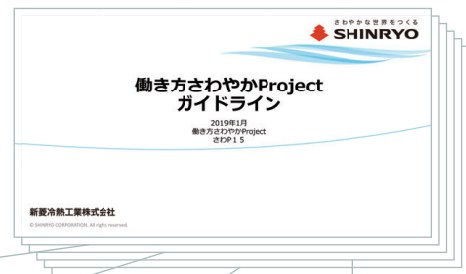 さわやかな世界をつくる
SHINRYO
働き方さわやかProject
ガイドライン
2019年1月
働き方さわやかProject
さわP15
新菱冷熱工業株式会社
© SHINRYO CORPORATION. All rights reserved.